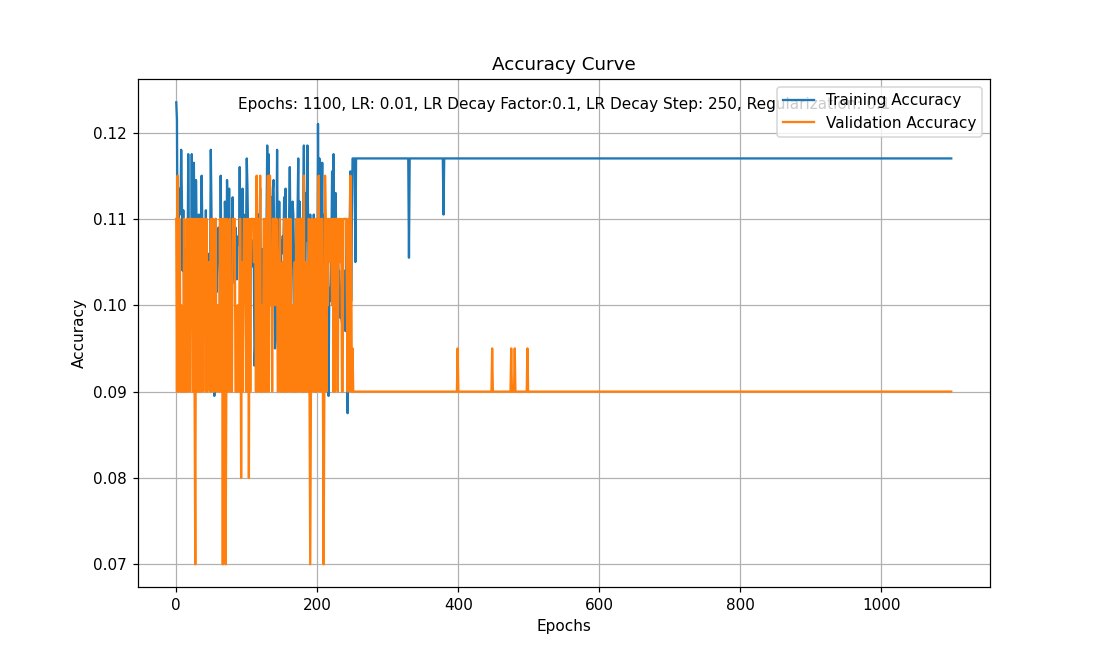 Accuracy Curve
Epochs: 1100, LR: 0.01, LR Decay Factor:0.1, LR Decay Step: 250, Regularization:
Training Accuracy
Validation Accuracy
Accuracy
0.12
0.11
0.10
0.09
0.08
0.07
0 200 400 600 800 1000
Epochs